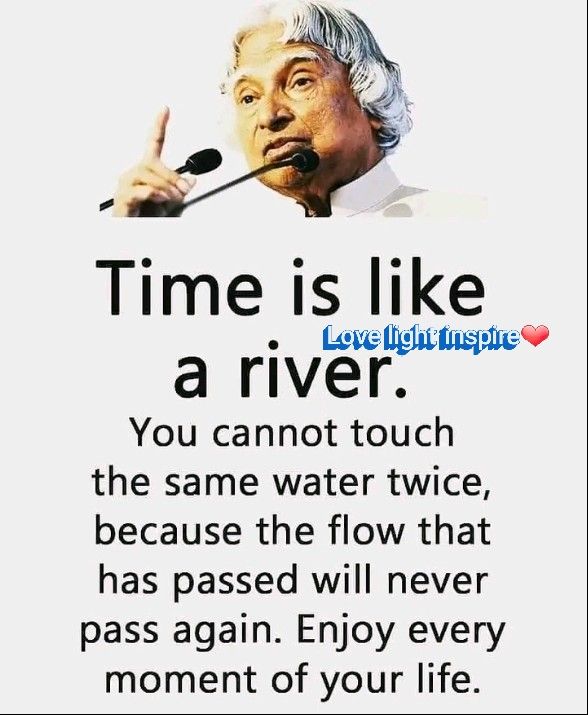 Time is like
Love light inspire❤️
a river.
You cannot touch
the same water twice,
because the flow that
has passed will never
pass again. Enjoy every
moment of your life.